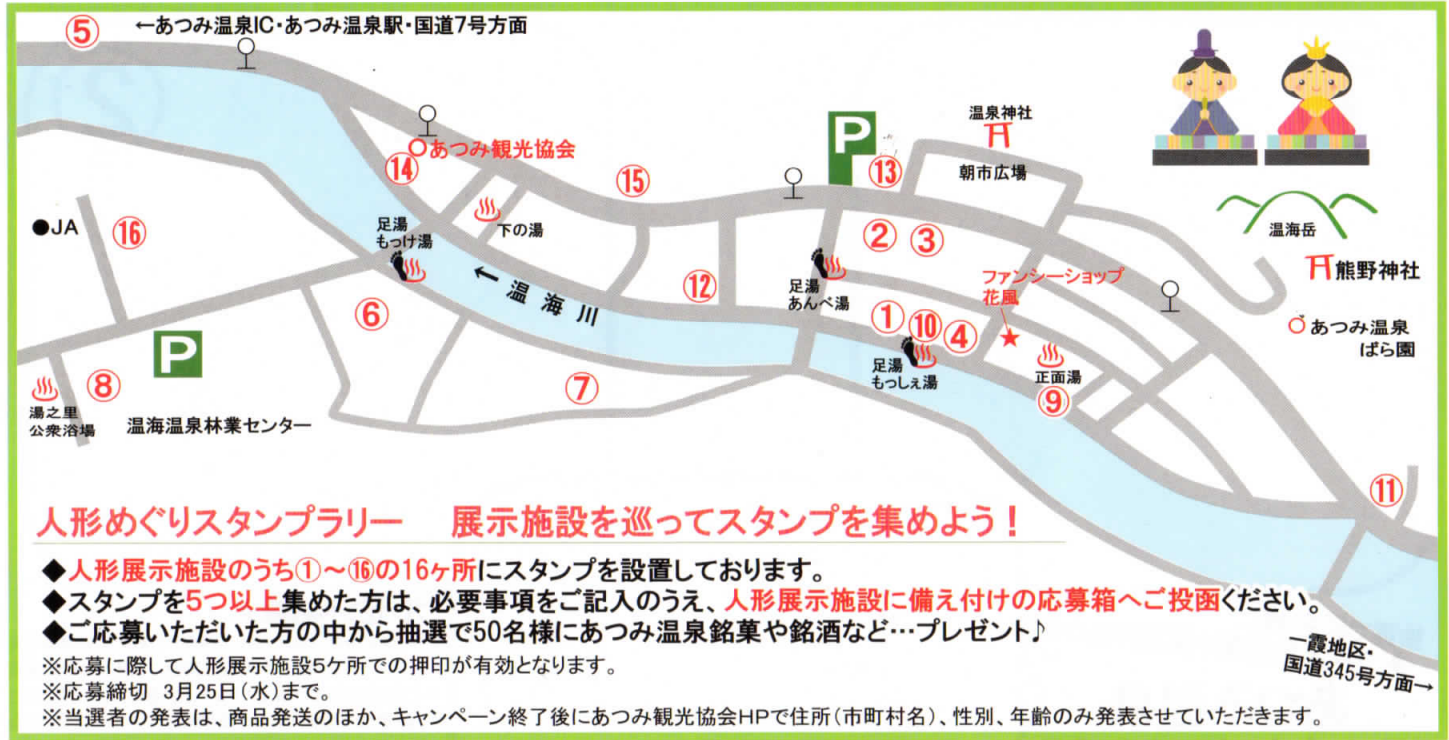 ⑤
←あつみ温泉IC・あつみ温泉駅・国道7号方面
あつみ観光協会
⑭
⑮
P
⑬
温泉神社
朝市広場
●JA
⑯
足湯
もっけ湯
下の湯
②
③
温海岳
熊野神社
←温海川
⑫
足湯
あんべ湯
ファンシーショップ
花風
★
あつみ温泉
ばら園
⑥
①
⑩
④
足湯
もっしぇ湯
正面湯
⑨
P
⑧
湯之里
公衆浴場
温海温泉林業センター
⑦
⑪
人形めぐりスタンプラリー 展示施設を巡ってスタンプを集めよう!
◆人形展示施設のうち①~⑯の16ヶ所にスタンプを設置しております。
◆スタンプを5つ以上集めた方は、必要事項をご記入のうえ、人形展示施設に備え付けの応募箱へご投函ください。
◆ご応募いただいた方の中から抽選で50名様にあつみ温泉銘菓や銘酒など…プレゼント♪
※応募に際して人形展示施設5ケ所での押印が有効となります。
※応募締切 3月25日(水)まで。
※当選者の発表は、商品発送のほか、キャンペーン終了後にあつみ観光協会HPで住所(市町村名)、性別、年齢のみ発表させていただきます。
一霞地区・
国道345号方面→